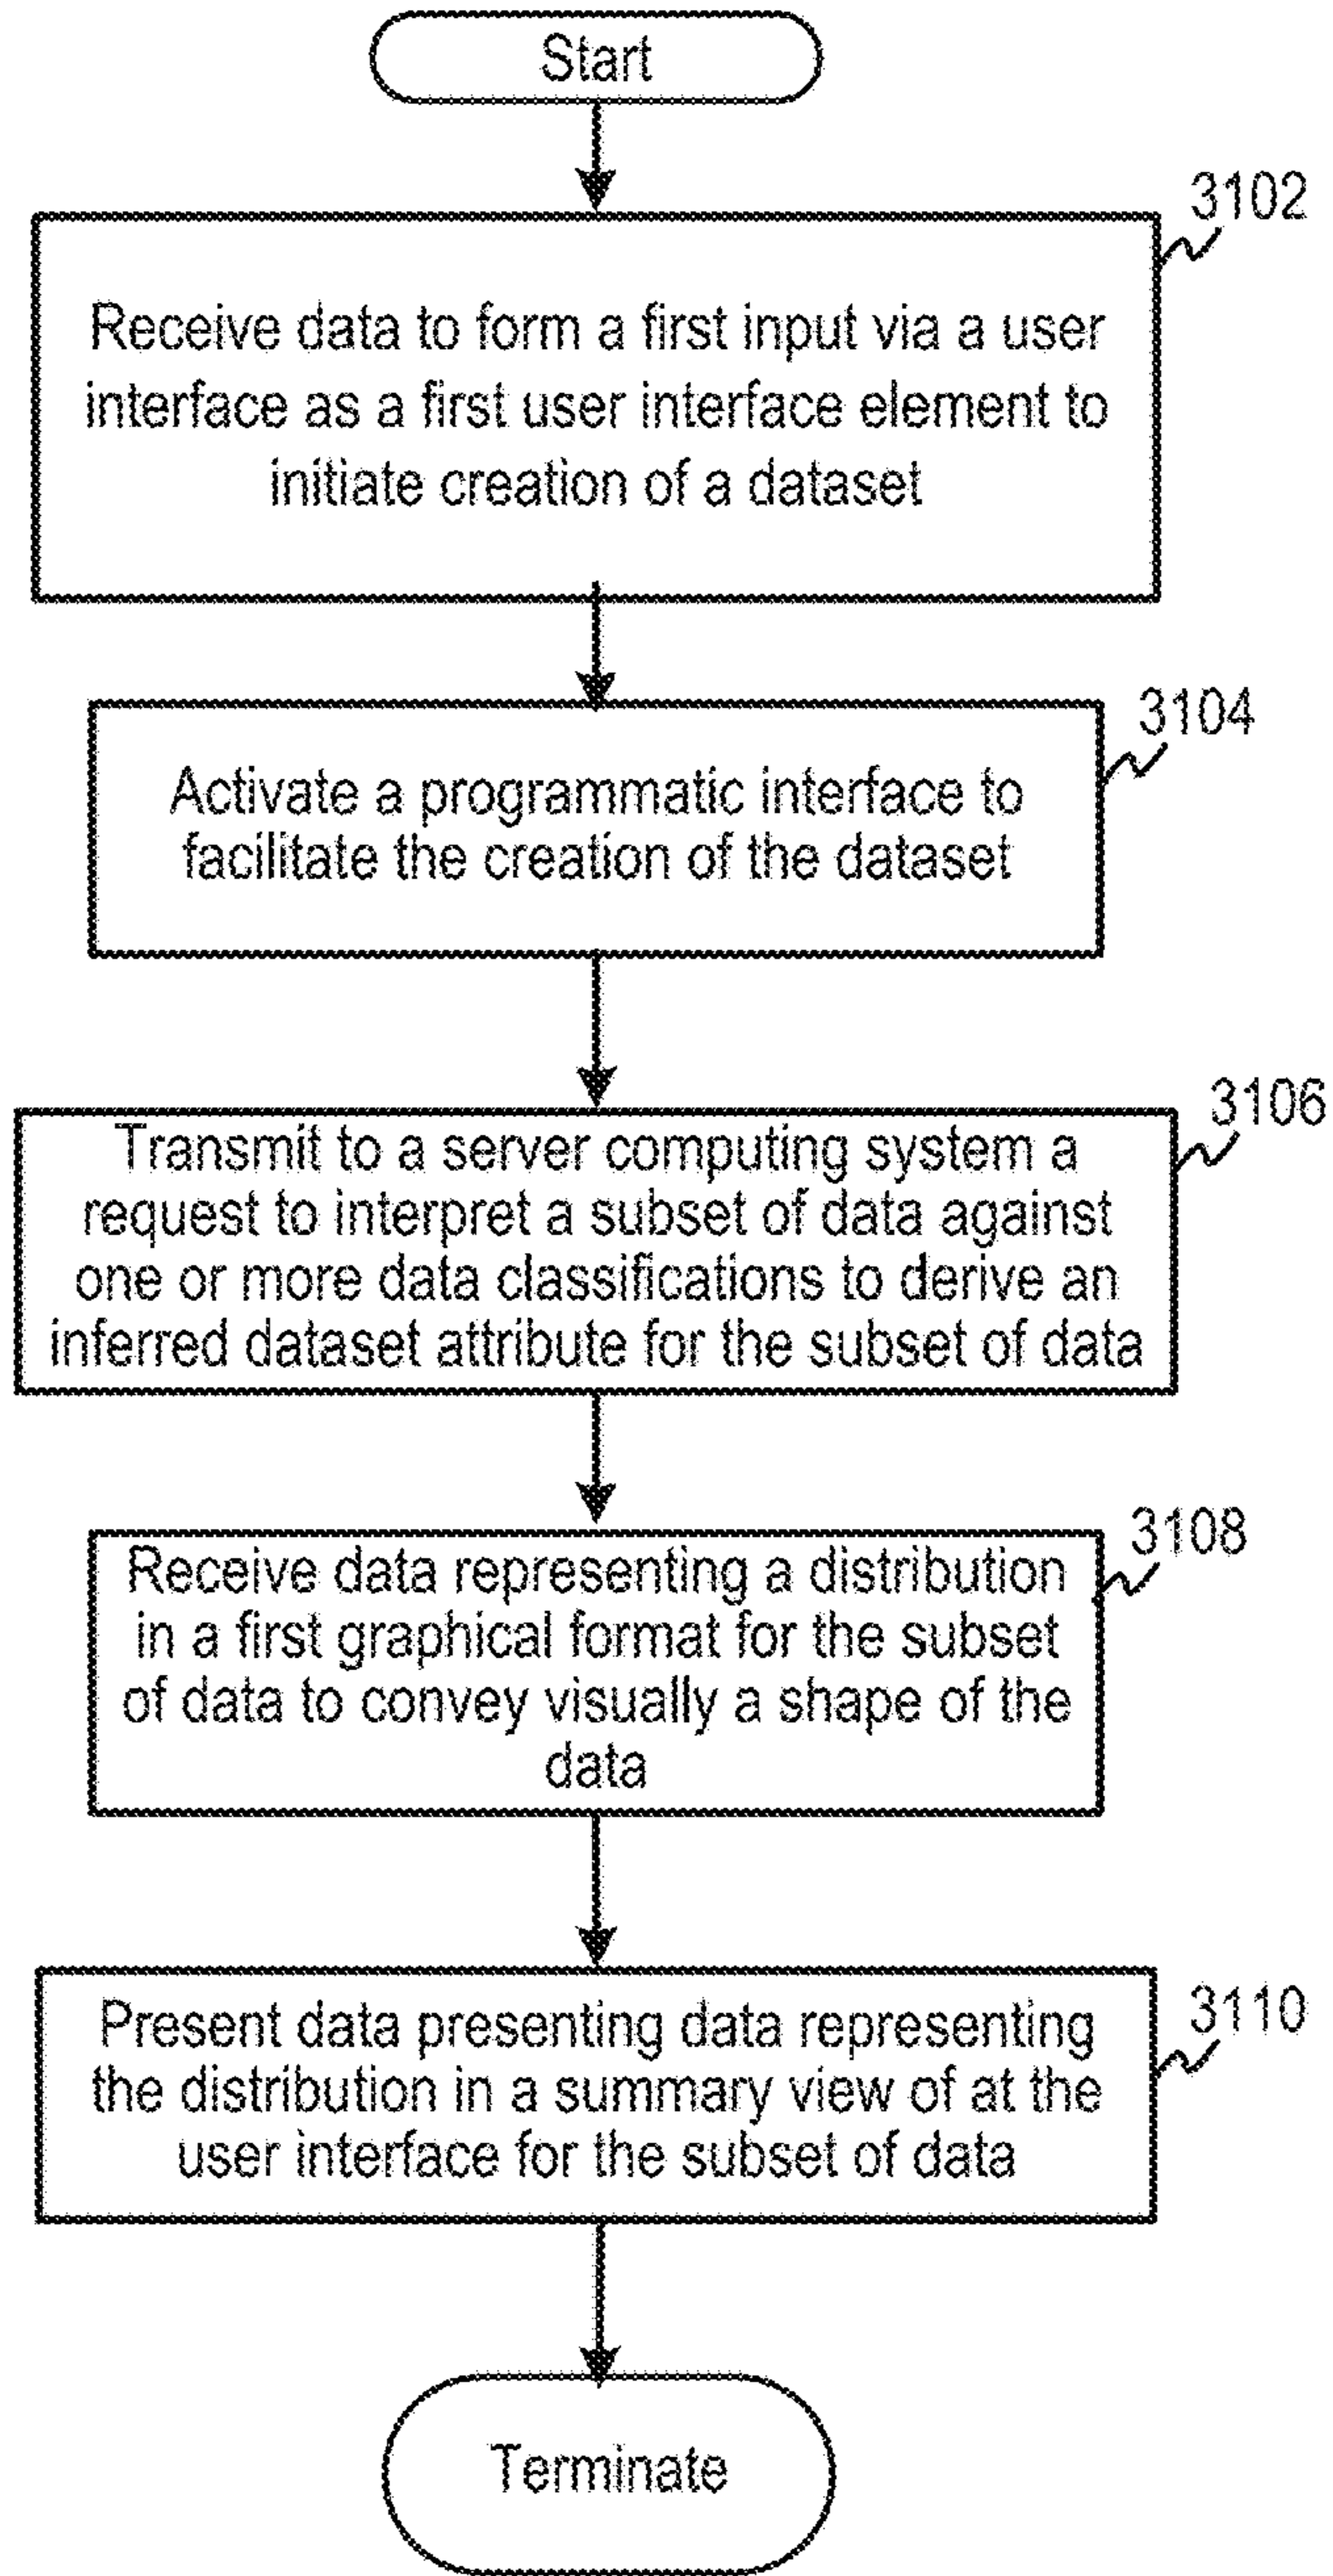 Start
3102
Receive data to form a first input via a user
interface as a first user interface element to
initiate creation of a dataset
3104
Activate a programmatic interface to
facilitate the creation of the dataset
3106
Transmit to a server computing system a
request to interpret a subset of data against
one or more data classifications to derive an
inferred dataset attribute for the subset of data
3108
Receive data representing a distribution
in a first graphical format for the subset
of data to convey visually a shape of the
data
3110
Present data presenting data representing
the distribution in a summary view of at the
user interface for the subset of data
Terminate